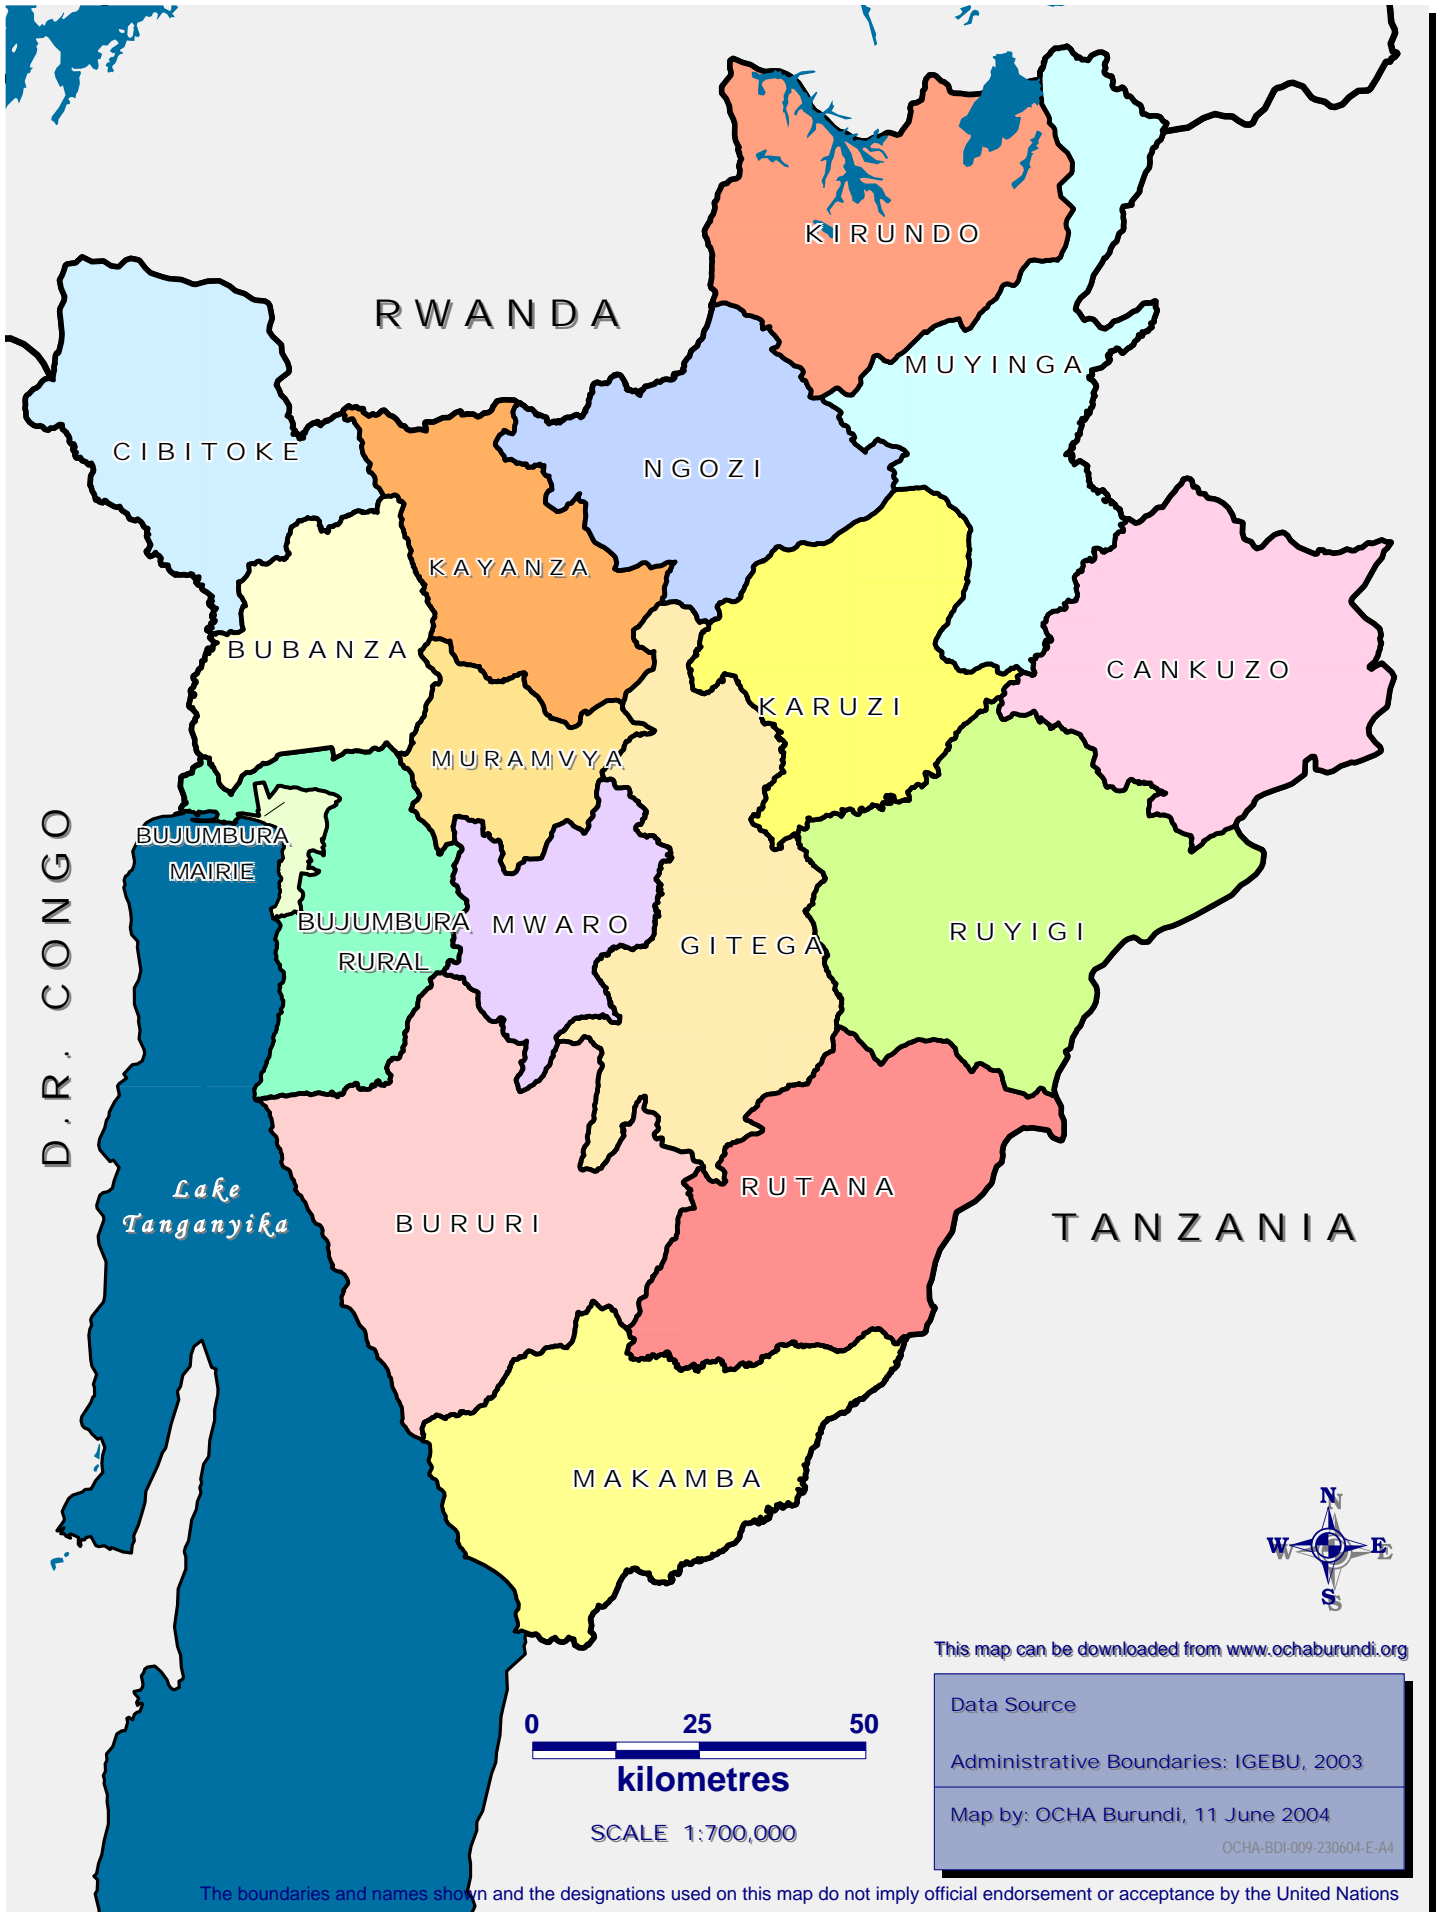 KIRUNDO
RWANDA
MUYINGA
CIBITOKE
NGOZI
KAYANZA
BUBANZA
CANKUZO
KARUZI
MURAMVYA
D.R. CONGO
BUJUMBURA
MAIRIE
BUJUMBURA
RURAL
MWARO
GITEGA
RUYIGI
Lake
Tanganyika
BURURI
RUTANA
TANZANIA
MAKAMBA
N
W E
S
This map can be downloaded from www.ochaburundi.org
0 25 50
kilometres
SCALE 1:700,000
Data Source
Administrative Boundaries: IGEBU, 2003
Map by: OCHA Burundi, 11 June 2004
OCHA-BDI-009-230604-E-A4
The boundaries and names shown and the designations used on this map do not imply official endorsement or acceptance by the United Nations